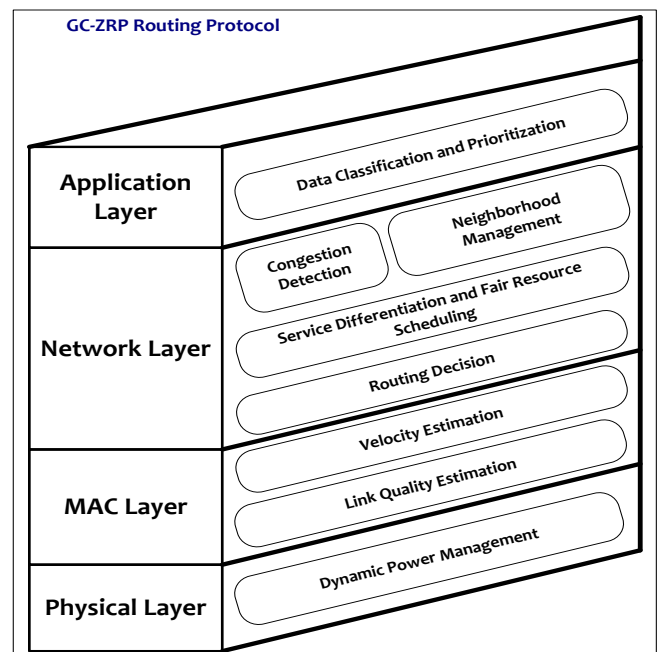 GC-ZRP Routing Protocol
Application
Layer
Data Classification and Prioritization
Network Layer
Congestion
Detection
Neighborhood
Management
Service Differentiation and Fair Resource
Scheduling
Routing Decision
MAC Layer
Velocity Estimation
Link Quality Estimation
Physical Layer
Dynamic Power Management